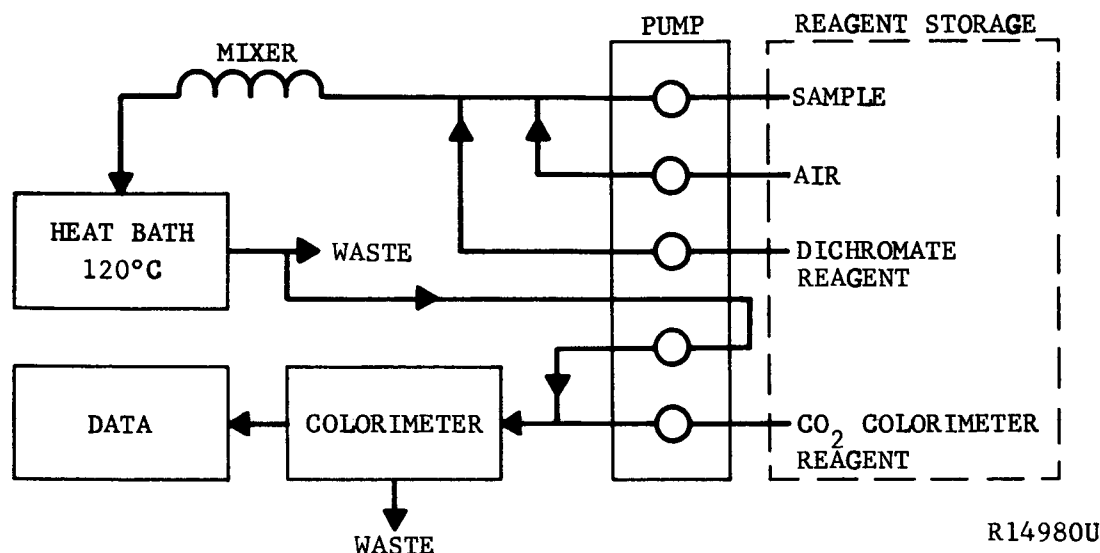 PUMP
REAGENT STORAGE
MIXER
SAMPLE
AIR
HEAT BATH
120°C
WASTE
DICHROMATE
REAGENT
DATA
COLORIMETER
CO2 COLORIMETER
REAGENT
WASTE
R14980U